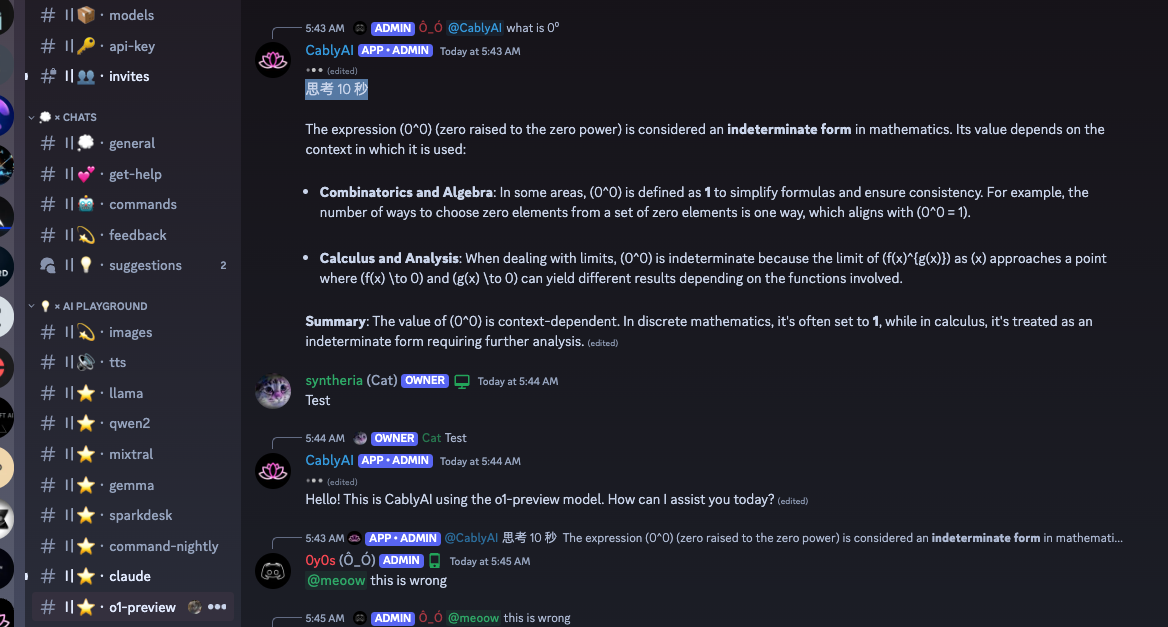 models
api-key
invites
× CHATS
general
get-help
commands
feedback
suggestions 2
× AI PLAYGROUND
images
tts
llama
qwen2
mixtral
gemma
sparkdesk
command-nightly
claude
o1-preview
5:43 AM ADMIN Ô_Ó @CablyAI what is 0⁰
CablyAI APP • ADMIN Today at 5:43 AM
(edited)
思考 10 秒
The expression (0^0) (zero raised to the zero power) is considered an indeterminate form in mathematics. Its value depends on the
context in which it is used:
• Combinatorics and Algebra: In some areas, (0^0) is defined as 1 to simplify formulas and ensure consistency. For example, the
number of ways to choose zero elements from a set of zero elements is one way, which aligns with (0^0 = 1).
• Calculus and Analysis: When dealing with limits, (0^0) is indeterminate because the limit of (f(x)^{g(x)}) as (x) approaches a point
where (f(x) \to 0) and (g(x) \to 0) can yield different results depending on the functions involved.
Summary: The value of (0^0) is context-dependent. In discrete mathematics, it's often set to 1, while in calculus, it's treated as an
indeterminate form requiring further analysis. (edited)
syntheria (Cat) OWNER Today at 5:44 AM
Test
5:44 AM OWNER Cat Test
CablyAI APP • ADMIN Today at 5:44 AM
(edited)
Hello! This is CablyAI using the o1-preview model. How can I assist you today? (edited)
5:43 AM APP • ADMIN @CablyAI 思考 10 秒 The expression (0^0) (zero raised to the zero power) is considered an indeterminate form in mathemati...
0y0s (Ô_Ó) ADMIN Today at 5:45 AM
@meoow this is wrong
5:45 AM ADMIN Ô_Ó @meoow this is wrong